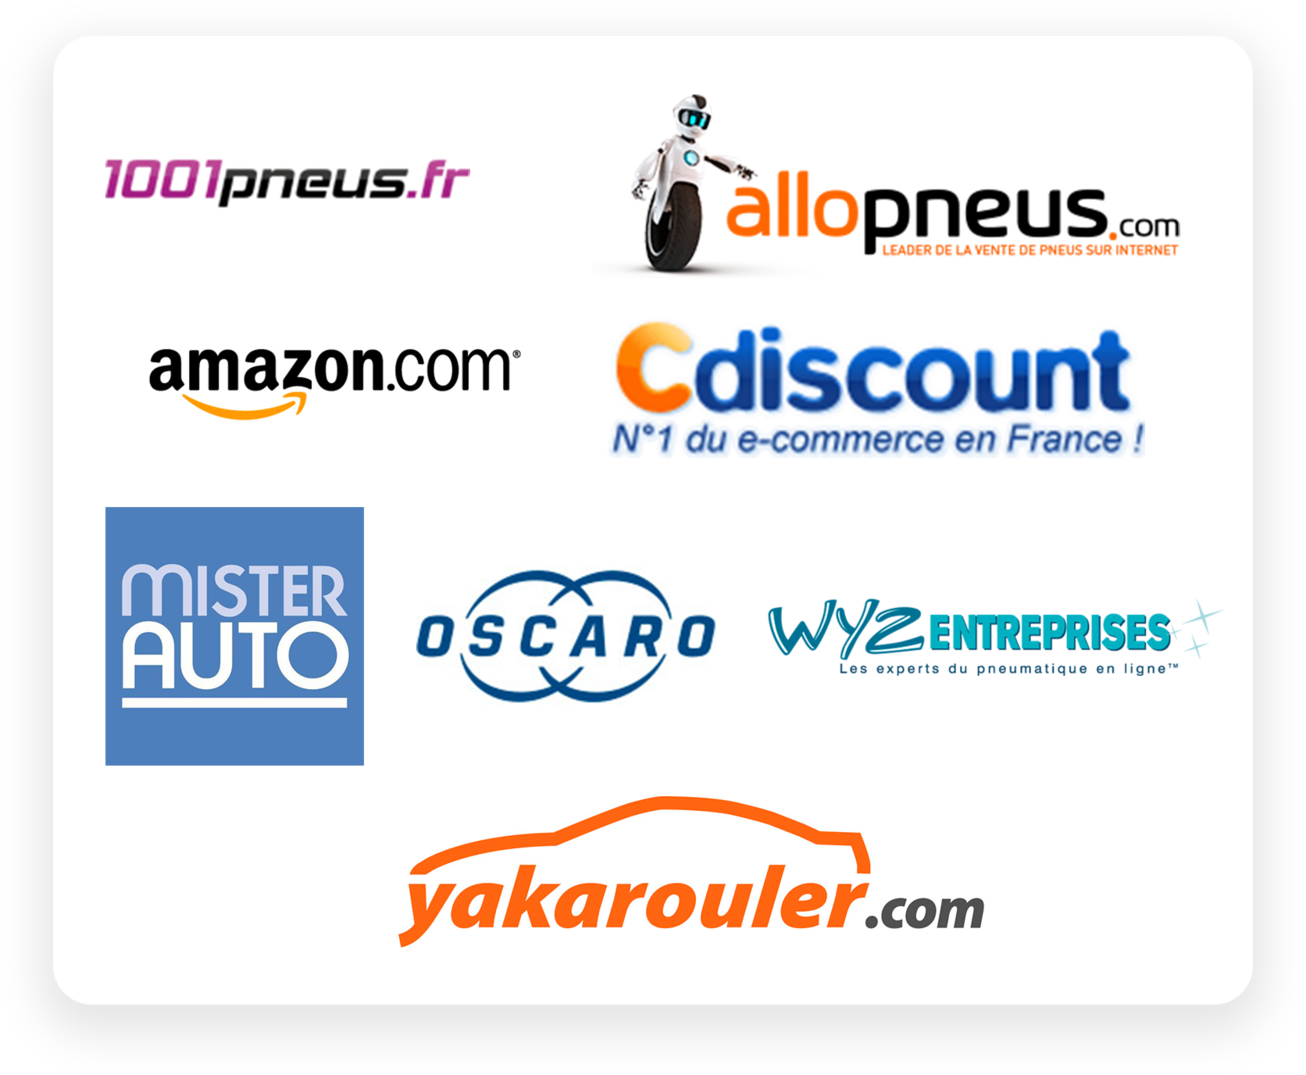 1001pneus.fr
allopneus.com
LEADER DE LA VENTE DE PNEUS SUR INTERNET
amazon.com®
Cdiscount
N°1 du e-commerce en France !
MISTER
AUTO
OSCARO
WYZ ENTREPRISES
Les experts du pneumatique en ligne™
yakarouler.com